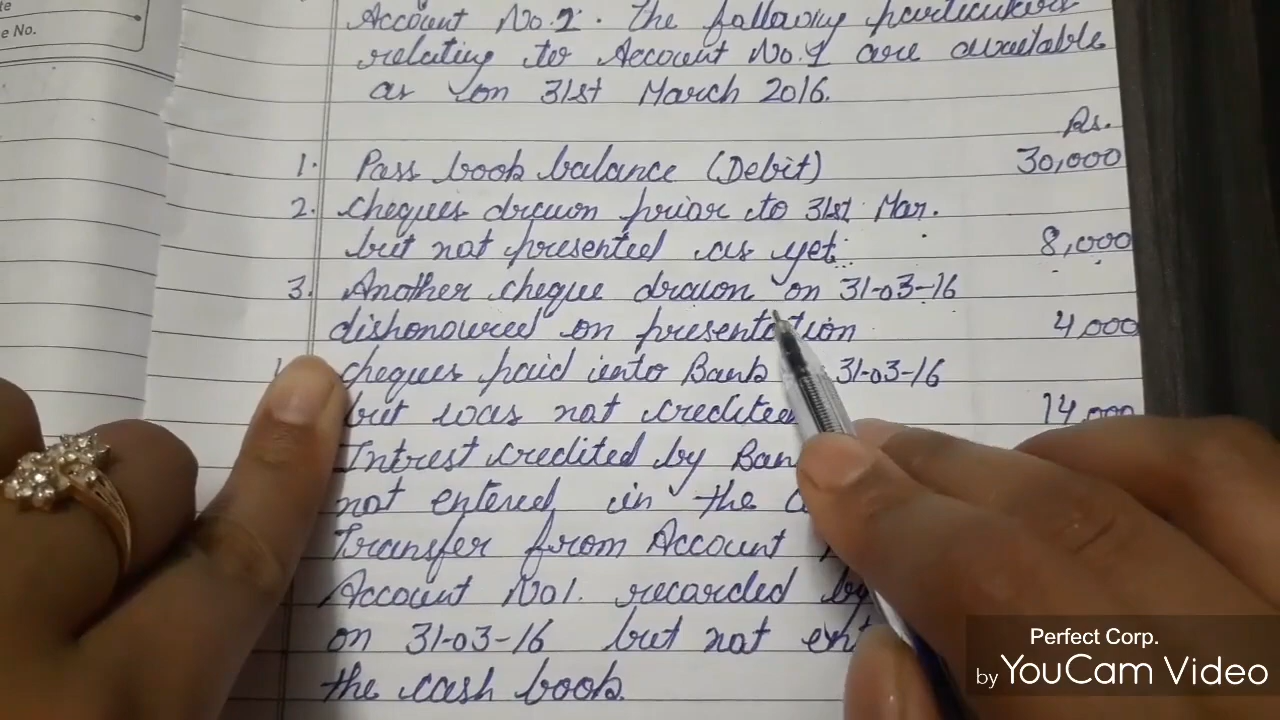 te
e No.
Account No.2. The following particulars
relating to Account No.1 are available
as on 31st March 2016.
Rs.
1. Pass book balance (Debit) 30,000
2. Cheques drawn prior to 31st Mar.
but not presented as yet. 8,000
3. Another cheque drawn on 31-03-16
dishonoured on presentation 4,000
cheques paid into Bank 31-03-16
but was not credited 14,000
Intrest credited by Ban
not entered in the
Transfer from Account
Account No1. recorded by
on 31-03-16 but not ent
the cash book.
Perfect Corp.
by YouCam Video